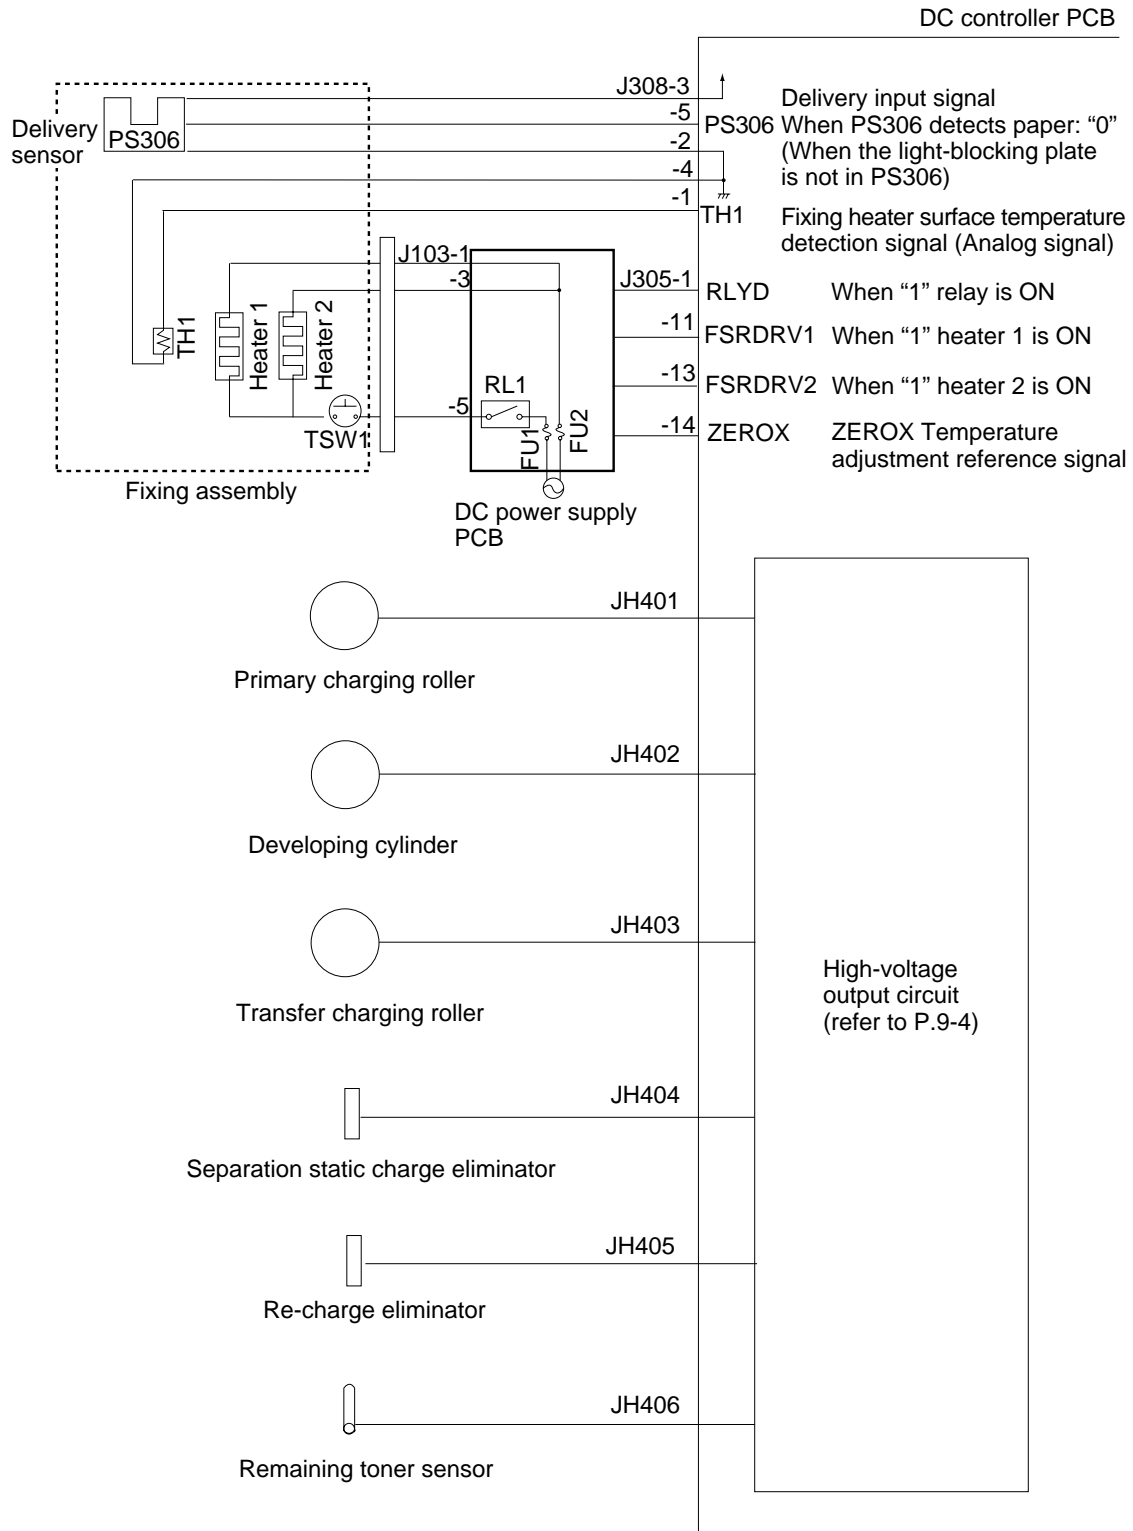 DC controller PCB
J308-3
Delivery input signal
-5
Delivery
sensor
PS306
PS306
When PS306 detects paper: “0”
-2
(When the light-blocking plate
is not in PS306)
-4
-1
TH1
Fixing heater surface temperature
detection signal (Analog signal)
J103-1
-3
J305-1
RLYD
When “1” relay is ON
TH1
Heater 1
Heater 2
-11
FSRDRV1
When “1” heater 1 is ON
-13
FSRDRV2
When “1” heater 2 is ON
RL1
-5
TSW1
FU1
FU2
-14
ZEROX
ZEROX Temperature
adjustment reference signal
Fixing assembly
DC power supply
PCB
JH401
Primary charging roller
JH402
Developing cylinder
JH403
Transfer charging roller
High-voltage
output circuit
(refer to P.9-4)
JH404
Separation static charge eliminator
JH405
Re-charge eliminator
JH406
Remaining toner sensor